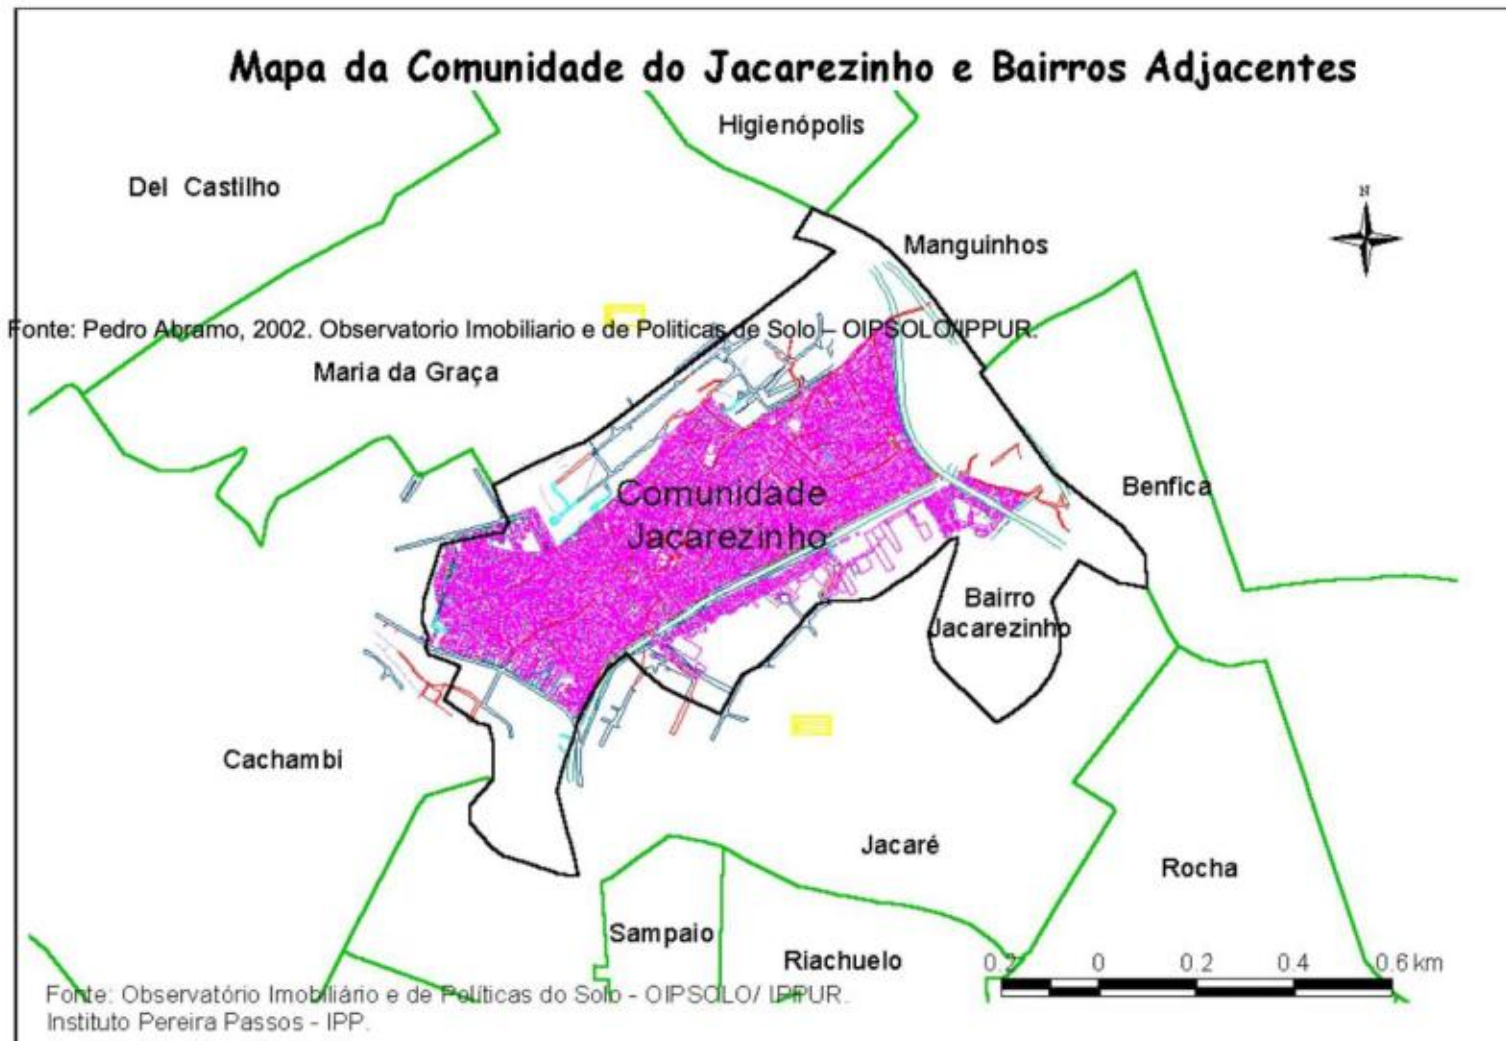 Mapa da Comunidade do Jacarezinho e Bairros Adjacentes
Higienópolis
Del Castilho
N
Manguinhos
Fonte: Pedro Abramo, 2002. Observatorio Imobiliario e de Politicas de Solo – OIPSOLO/IPPUR.
Maria da Graça
Benfica
Comunidade
Jacarezinho
Bairro
Jacarezinho
Cachambi
Jacaré
Rocha
Sampaio
Riachuelo
0.2 0 0.2 0.4 0.6 km
Fonte: Observatório Imobiliário e de Políticas do Solo - OIPSOLO/ IPPUR.
Instituto Pereira Passos - IPP.